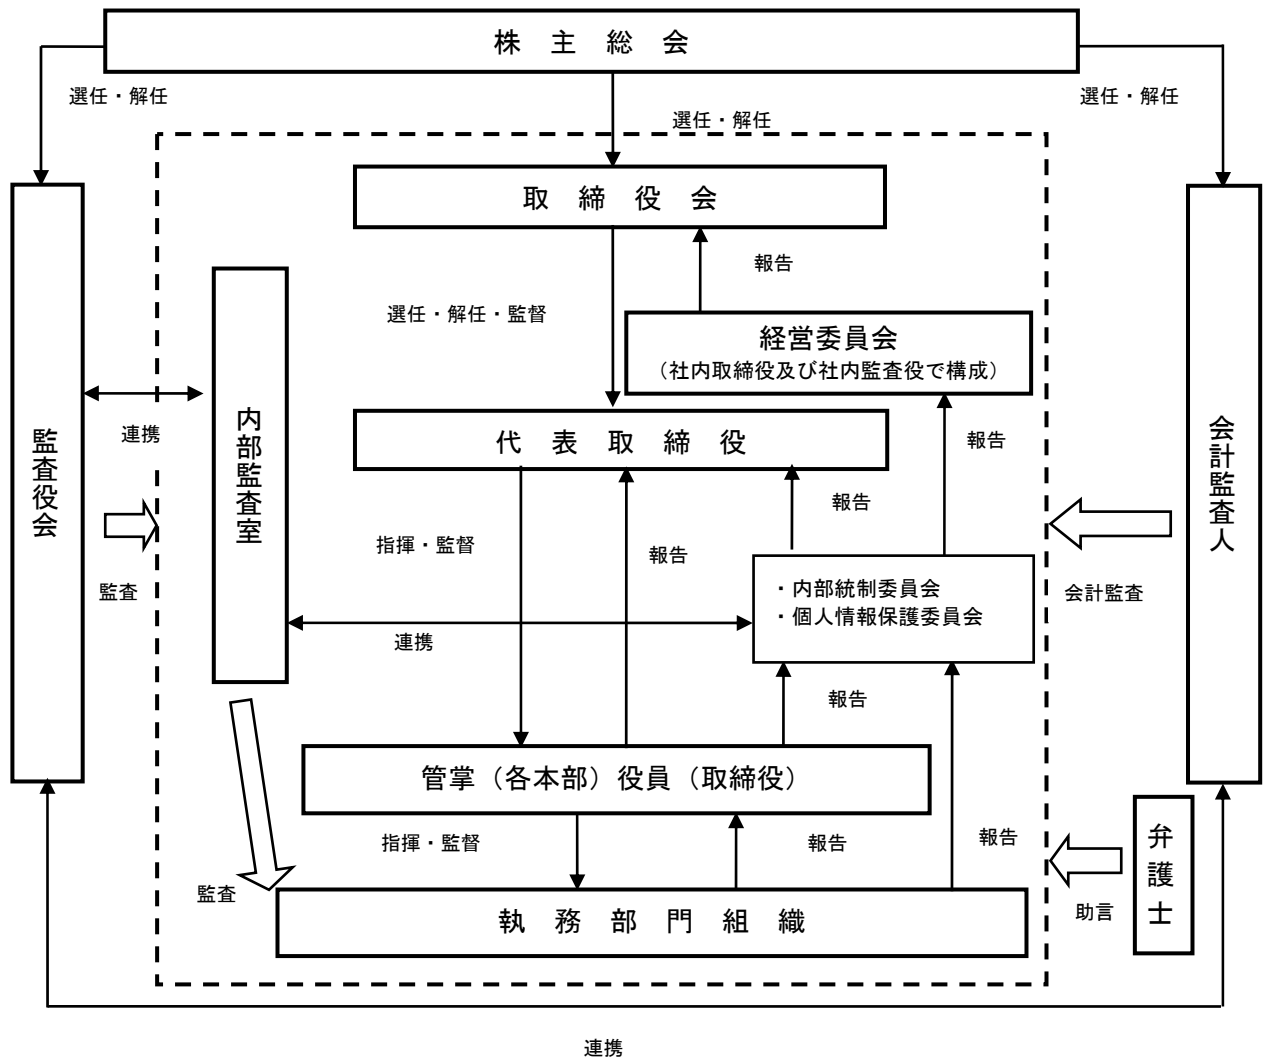 株 主 総 会
選任・解任
選任・解任
選任・解任
取 締 役 会
報告
選任・解任・監督
経営委員会
（社内取締役及び社内監査役で構成）
連携
監査役会
内部監査室
代 表 取 締 役
報告
会計監査人
報告
指揮・監督
報告
・内部統制委員会
・個人情報保護委員会
監査
会計監査
連携
報告
管掌（各本部）役員（取締役）
指揮・監督
報告
報告
弁護士
監査
執 務 部 門 組 織
助言
連携